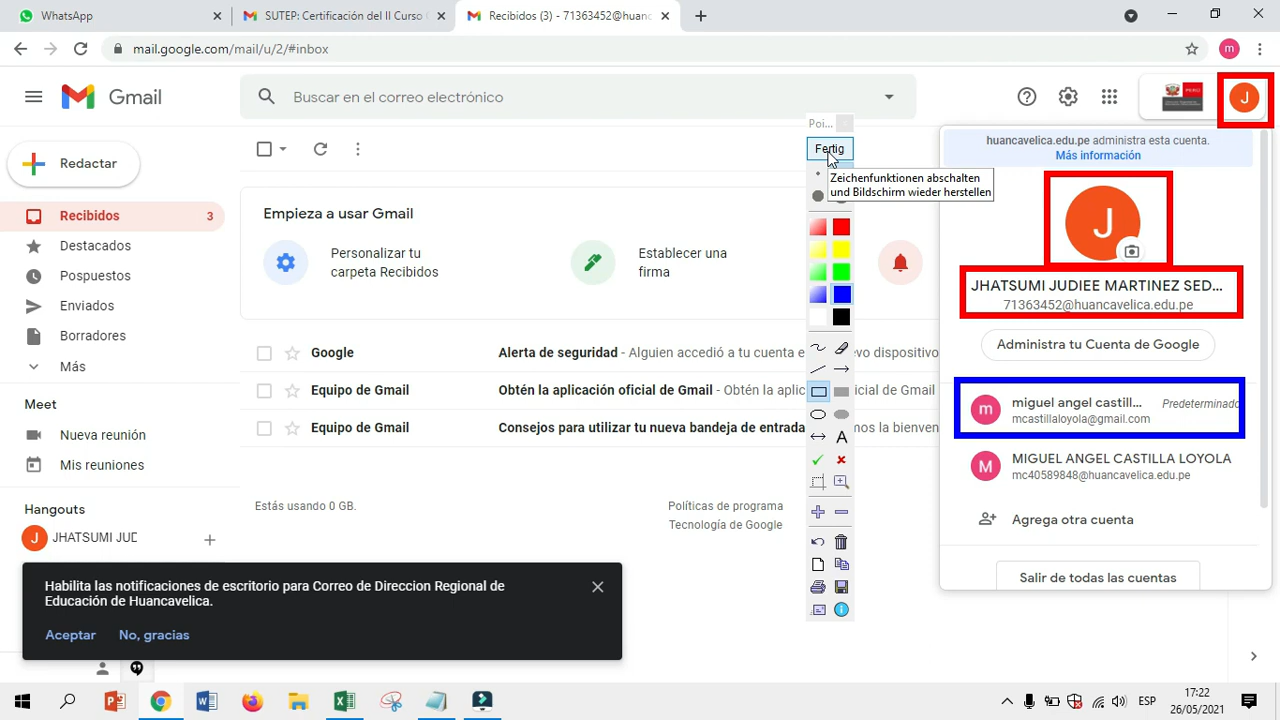 WhatsApp
SUTEP: Certificación del II Curso
Recibidos (3) - 71363452@huanc
mail.google.com/mail/u/2/#inbox
m
Gmail
Buscar en el correo electrónico
PERÚ
J
Poi...
Fertig
Zeichenfunktionen abschalten
und Bildschirm wieder herstellen
Redactar
Recibidos 3
Destacados
Pospuestos
Enviados
Borradores
Más
Meet
Nueva reunión
Mis reuniones
Hangouts
J JHATSUMI JUD
Empieza a usar Gmail
Personalizar tu
carpeta Recibidos
Establecer una
firma
Google Alerta de seguridad - Alguien accedió a tu cuenta evo dispositivo
Equipo de Gmail Obtén la aplicación oficial de Gmail - Obtén la aplic cial de Gmail
Equipo de Gmail Consejos para utilizar tu nueva bandeja de entrada mos la bienven
Estás usando 0 GB.
Políticas de programa
Tecnología de Google
A
huancavelica.edu.pe administra esta cuenta.
Más información
J
JHATSUMI JUDIEE MARTINEZ SED...
71363452@huancavelica.edu.pe
Administra tu Cuenta de Google
m miguel angel castill... Predeterminado
mcastillaloyola@gmail.com
M MIGUEL ANGEL CASTILLA LOYOLA
mc40589848@huancavelica.edu.pe
Agrega otra cuenta
Salir de todas las cuentas
Habilita las notificaciones de escritorio para Correo de Direccion Regional de
Educación de Huancavelica.
Aceptar No, gracias
ESP
17:22
26/05/2021